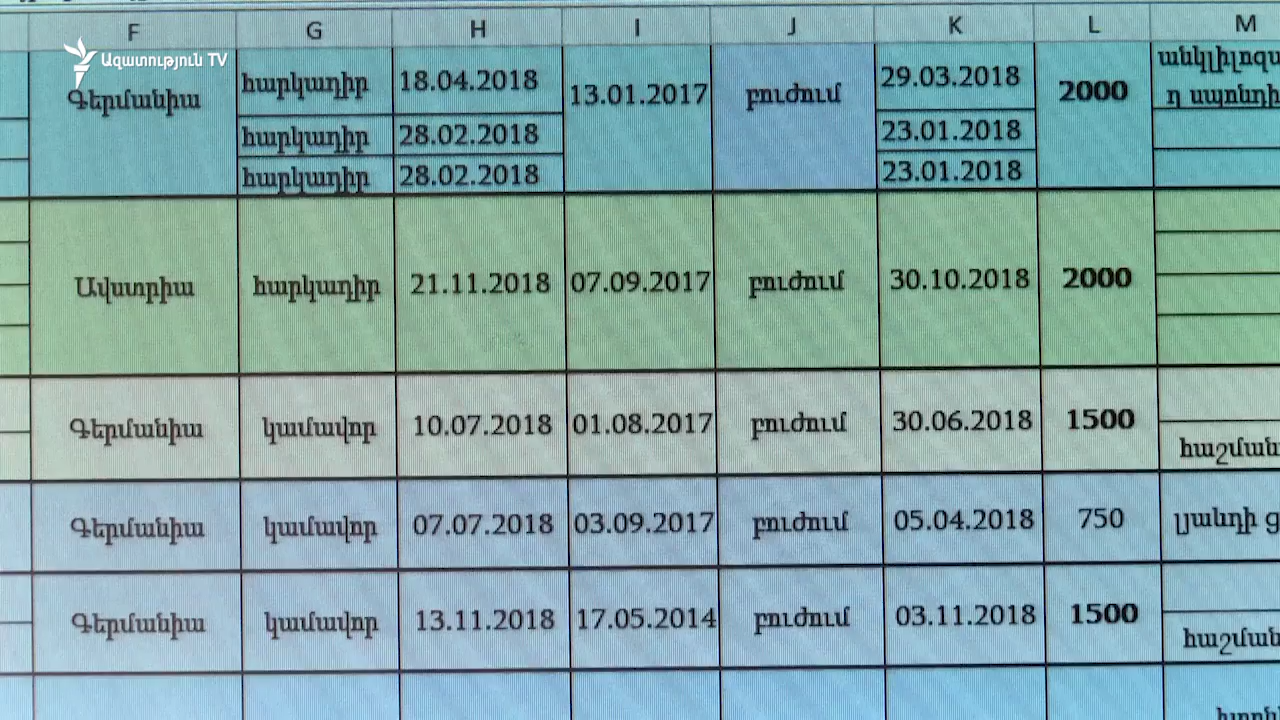 F G H I J K L M
Ազատություն TV
Գերմանիա հարկադիր 18.04.2018 13.01.2017 բուժում 29.03.2018 2000
հարկադիր 28.02.2018 23.01.2018
հարկադիր 28.02.2018 23.01.2018
Ավստրիա հարկադիր 21.11.2018 07.09.2017 բուժում 30.10.2018 2000
Գերմանիա կամավոր 10.07.2018 01.08.2017 բուժում 30.06.2018 1500
հաշման
Գերմանիա կամավոր 07.07.2018 03.09.2017 բուժում 05.04.2018 750
Գերմանիա կամավոր 13.11.2018 17.05.2014 բուժում 03.11.2018 1500
հաշման